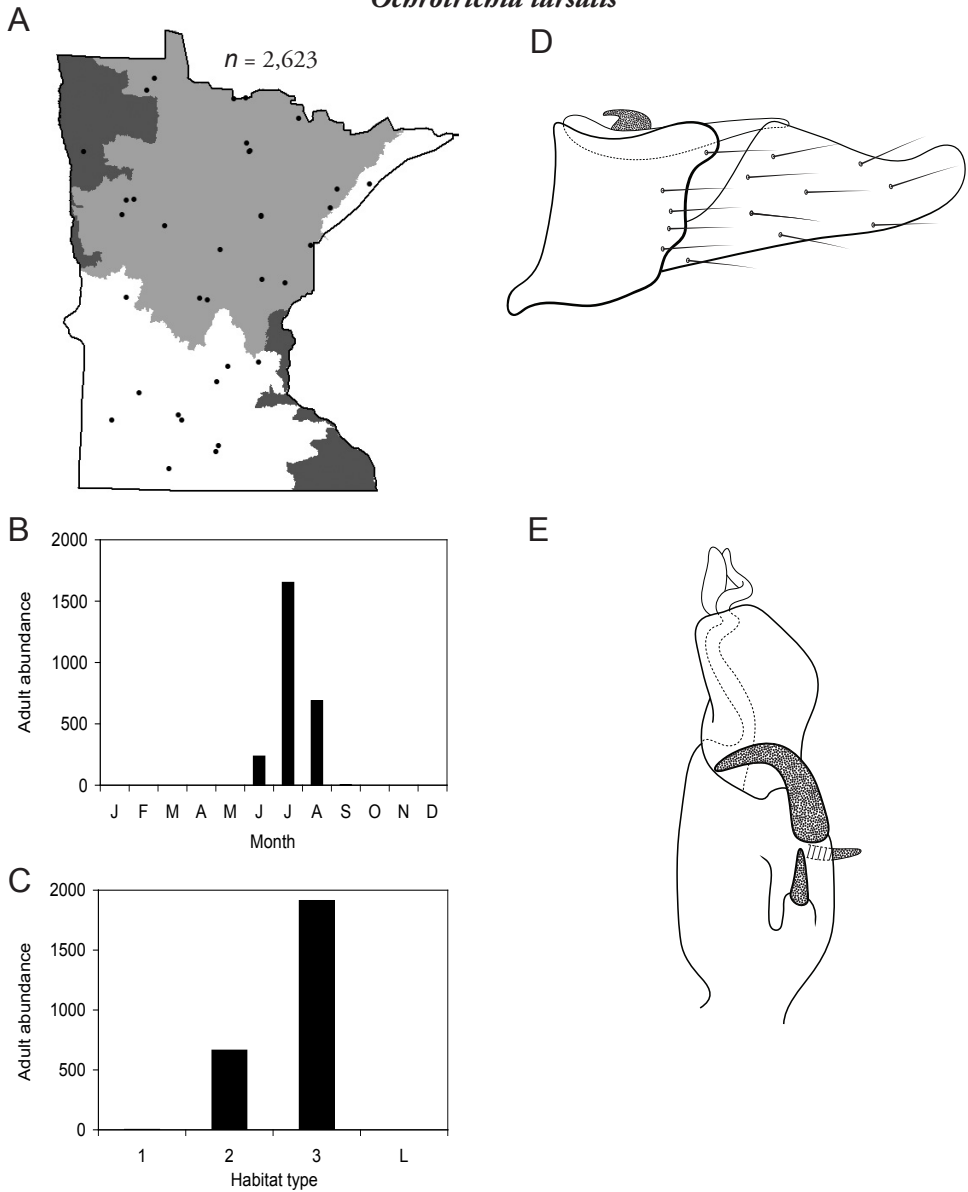 Ochrotrichia tarsalis
A
n = 2,623
D
B
2000
1500
1000
500
0
Adult abundance
J F M A M J J A S O N D
Month
E
C
2000
1500
1000
500
0
Adult abundance
1 2 3 L
Habitat type